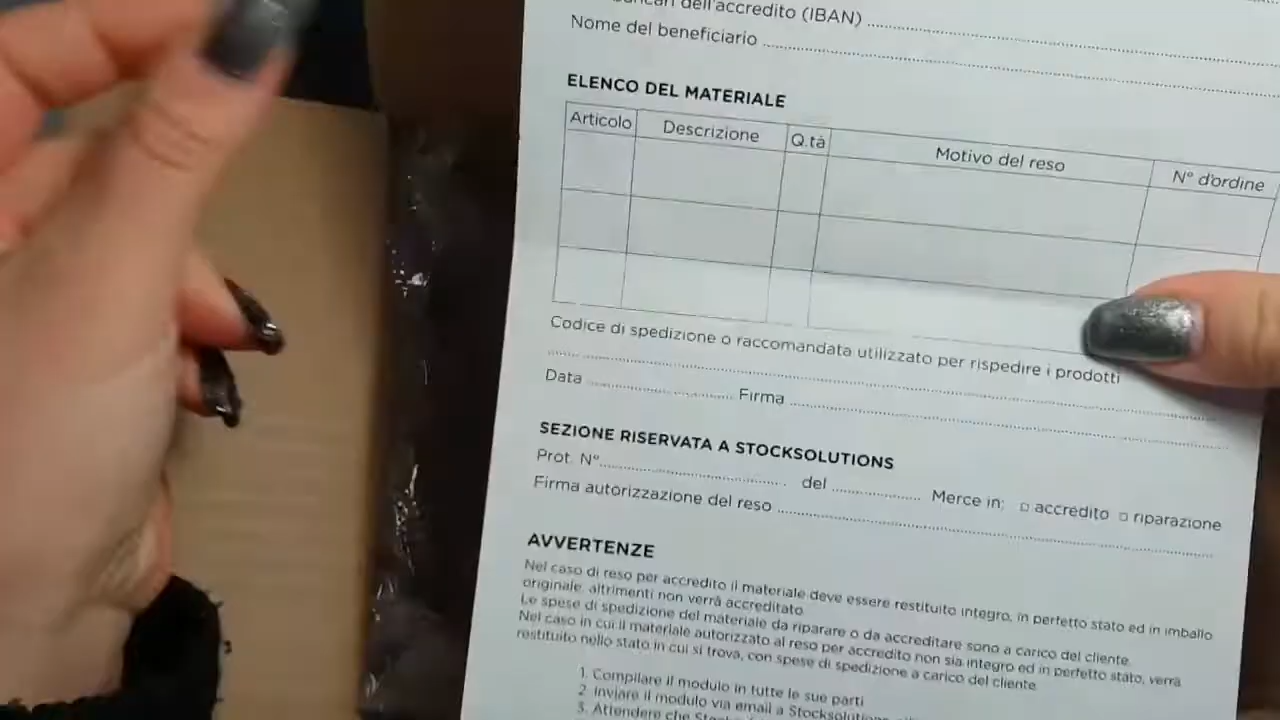 dell'accredito (IBAN)
Nome del beneficiario
ELENCO DEL MATERIALE
Articolo Descrizione Q.tà Motivo del reso N° d'ordine
Codice di spedizione o raccomandata utilizzato per rispedire i prodotti
Data Firma
SEZIONE RISERVATA A STOCKSOLUTIONS
Prot. N° del Merce in: □ accredito □ riparazione
Firma autorizzazione del reso
AVVERTENZE
Nel caso di reso per accredito il materiale deve essere restituito integro, in perfetto stato ed in imballo
originale, altrimenti non verrà accreditato
Le spese di spedizione del materiale da riparare o da accreditare sono a carico del cliente.
Nel caso in cui il materiale autorizzato al reso per accredito non sia integro ed in perfetto stato, verrà
restituito nello stato in cui si trova, con spese di spedizione a carico del cliente.
1. Compilare il modulo in tutte le sue parti
2. Inviare il modulo via email a Stocksolutions
3. Attendere che